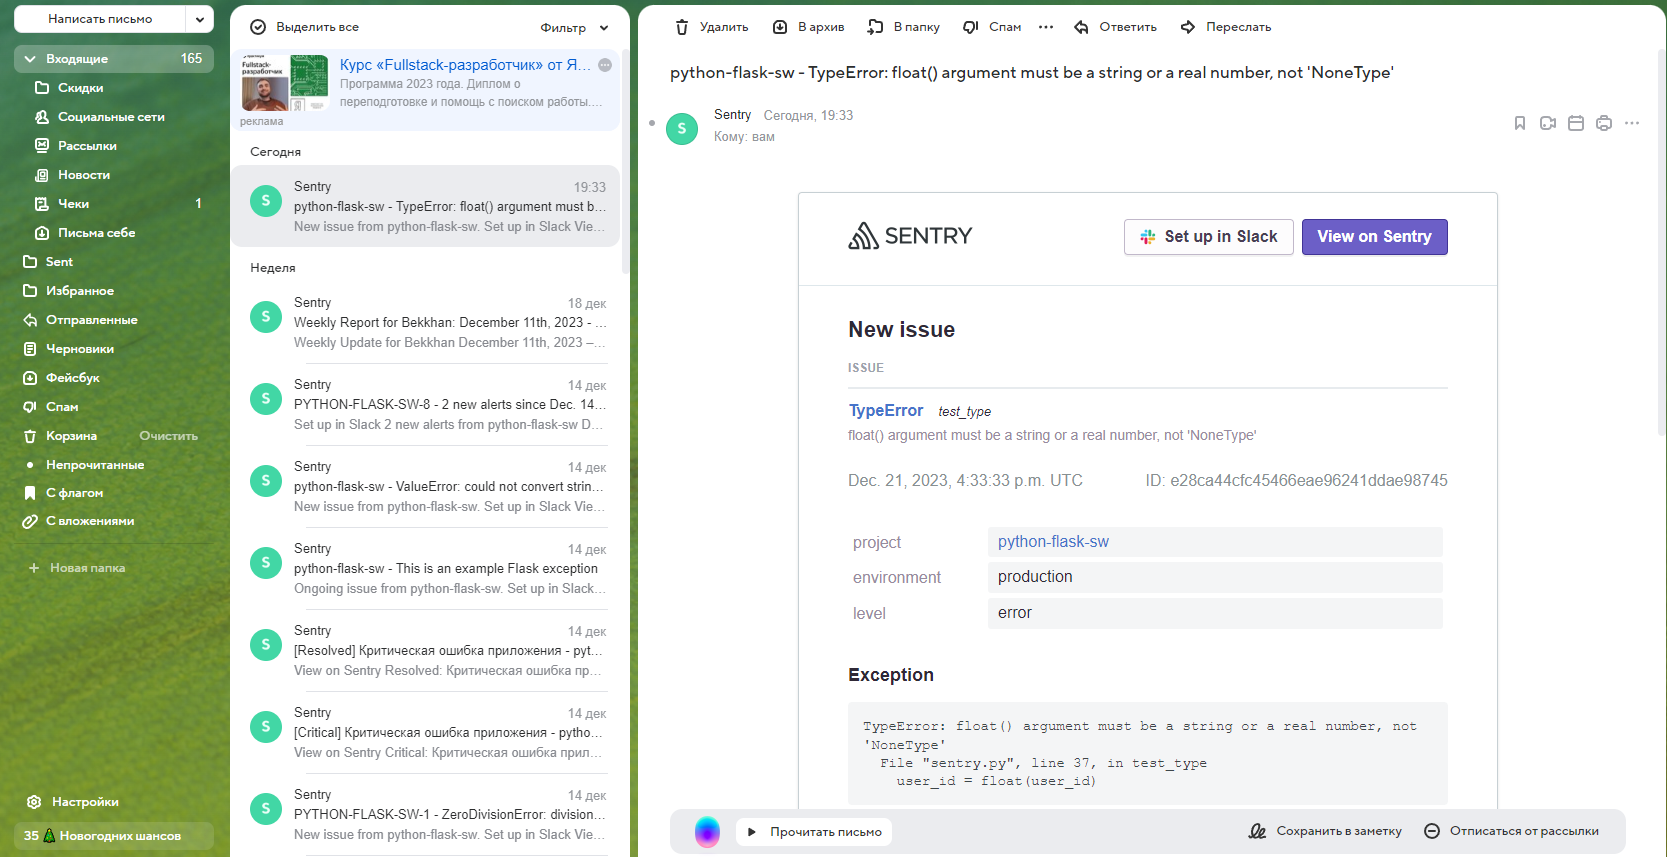 Написать письмо
Входящие 165
Скидки
Социальные сети
Рассылки
Новости
Чеки 1
Письма себе
Sent
Избранное
Отправленные
Черновики
Фейсбук
Спам
Корзина Очистить
Непрочитанные
С флагом
С вложениями
+ Новая папка
Настройки
35 Новогодних шансов
Выделить все Фильтр
Fullstack-разработчик
Курс «Fullstack-разработчик» от Я...
Программа 2023 года. Диплом о
переподготовке и помощь с поиском работы....
реклама
Сегодня
S
Sentry 19:33
python-flask-sw - TypeError: float() argument must b...
New issue from python-flask-sw. Set up in Slack Vie...
Неделя
S
Sentry 18 дек
Weekly Report for Bekkhan: December 11th, 2023 - ...
Weekly Update for Bekkhan December 11th, 2023 –...
S
Sentry 14 дек
PYTHON-FLASK-SW-8 - 2 new alerts since Dec. 14...
Set up in Slack 2 new alerts from python-flask-sw D...
S
Sentry 14 дек
python-flask-sw - ValueError: could not convert strin...
New issue from python-flask-sw. Set up in Slack Vie...
S
Sentry 14 дек
python-flask-sw - This is an example Flask exception
Ongoing issue from python-flask-sw. Set up in Slack...
S
Sentry 14 дек
[Resolved] Критическая ошибка приложения - pyt...
View on Sentry Resolved: Критическая ошибка пр...
S
Sentry 14 дек
[Critical] Критическая ошибка приложения - pytho...
View on Sentry Critical: Критическая ошибка прил...
S
Sentry 14 дек
PYTHON-FLASK-SW-1 - ZeroDivisionError: division...
New issue from python-flask-sw. Set up in Slack Vie...
Удалить В архив В папку Спам Ответить Переслать
python-flask-sw - TypeError: float() argument must be a string or a real number, not 'NoneType'
S
Sentry Сегодня, 19:33
Кому: вам
SENTRY Set up in Slack View on Sentry
New issue
ISSUE
TypeError test_type
float() argument must be a string or a real number, not 'NoneType'
Dec. 21, 2023, 4:33:33 p.m. UTC ID: e28ca44cfc45466eae96241ddae98745
project python-flask-sw
environment production
level error
Exception
TypeError: float() argument must be a string or a real number, not
'NoneType'
File "sentry.py", line 37, in test_type
user_id = float(user_id)
Прочитать письмо Сохранить в заметку Отписаться от рассылки